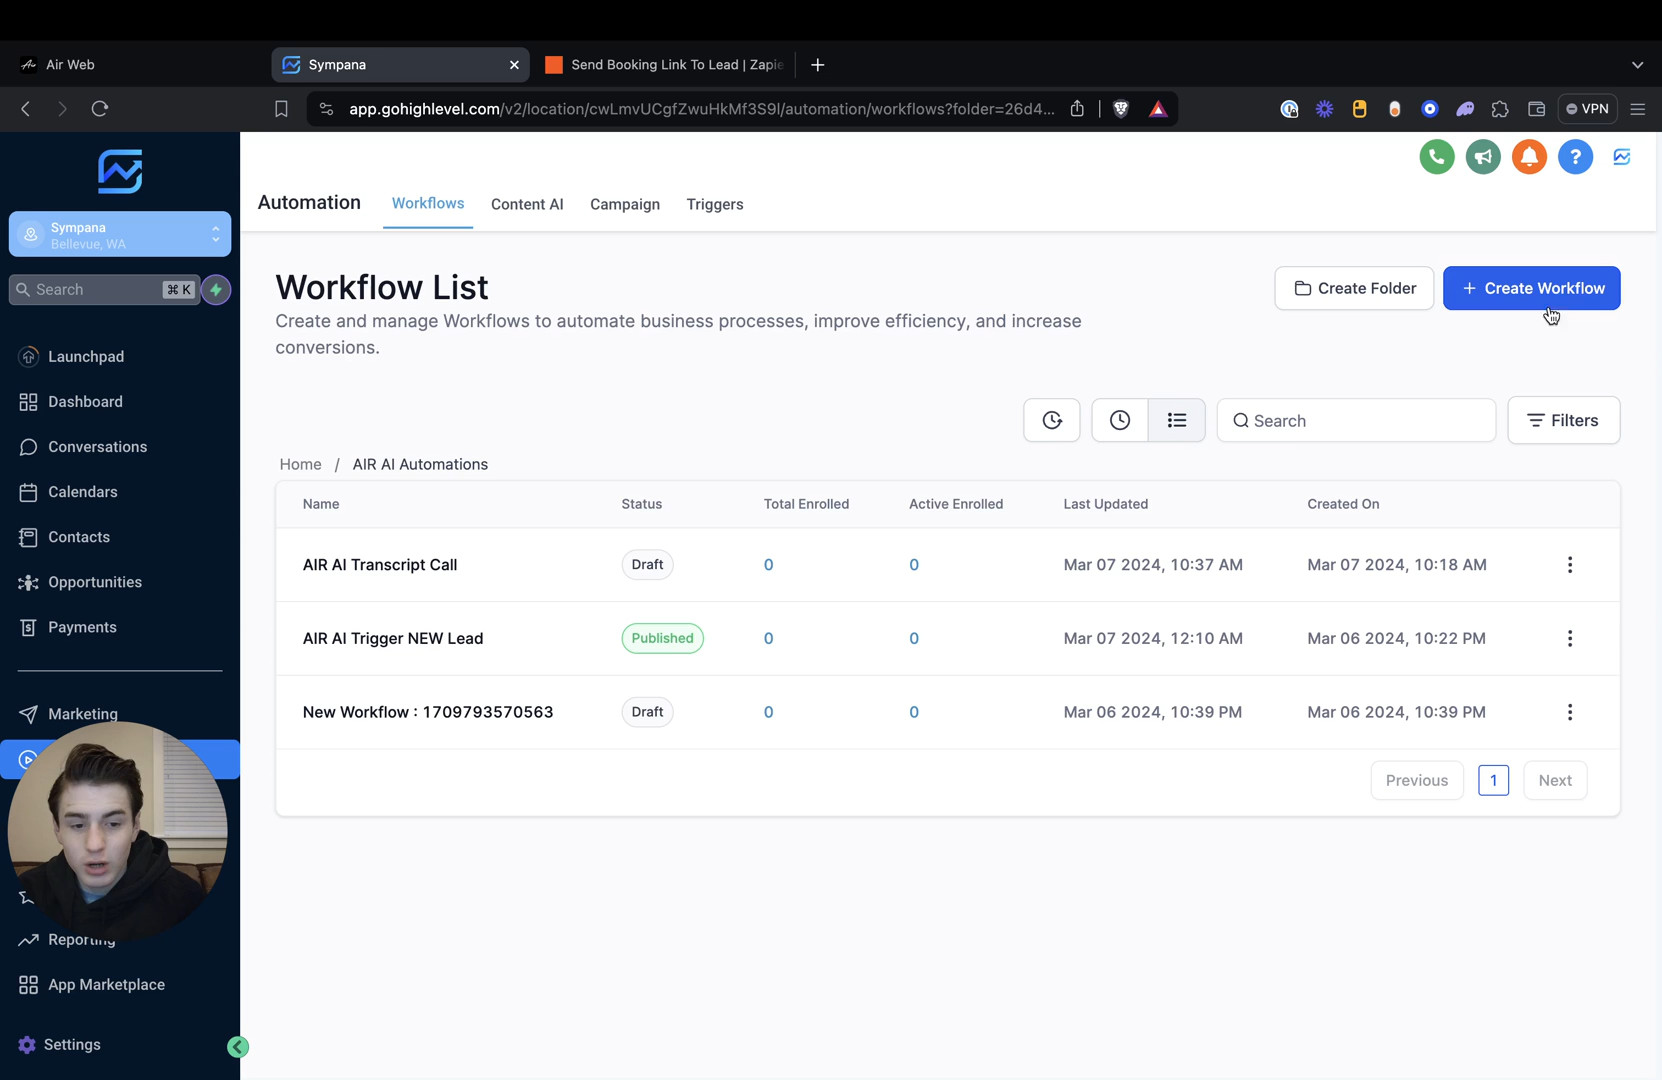 Air Web
Sympana
Send Booking Link To Lead | Zapie
app.gohighlevel.com/v2/location/cwLmvUCgfZwuHkMf3S9l/automation/workflows?folder=26d4...
VPN
Sympana
Bellevue, WA
Search
⌘ K
Launchpad
Dashboard
Conversations
Calendars
Contacts
Opportunities
Payments
Marketing
Reporting
App Marketplace
Settings
Automation
Workflows
Content AI
Campaign
Triggers
Workflow List
Create and manage Workflows to automate business processes, improve efficiency, and increase
conversions.
Create Folder
+ Create Workflow
Search
Filters
Home / AIR AI Automations
Name Status Total Enrolled Active Enrolled Last Updated Created On
AIR AI Transcript Call Draft 0 0 Mar 07 2024, 10:37 AM Mar 07 2024, 10:18 AM
AIR AI Trigger NEW Lead Published 0 0 Mar 07 2024, 12:10 AM Mar 06 2024, 10:22 PM
New Workflow : 1709793570563 Draft 0 0 Mar 06 2024, 10:39 PM Mar 06 2024, 10:39 PM
Previous 1 Next